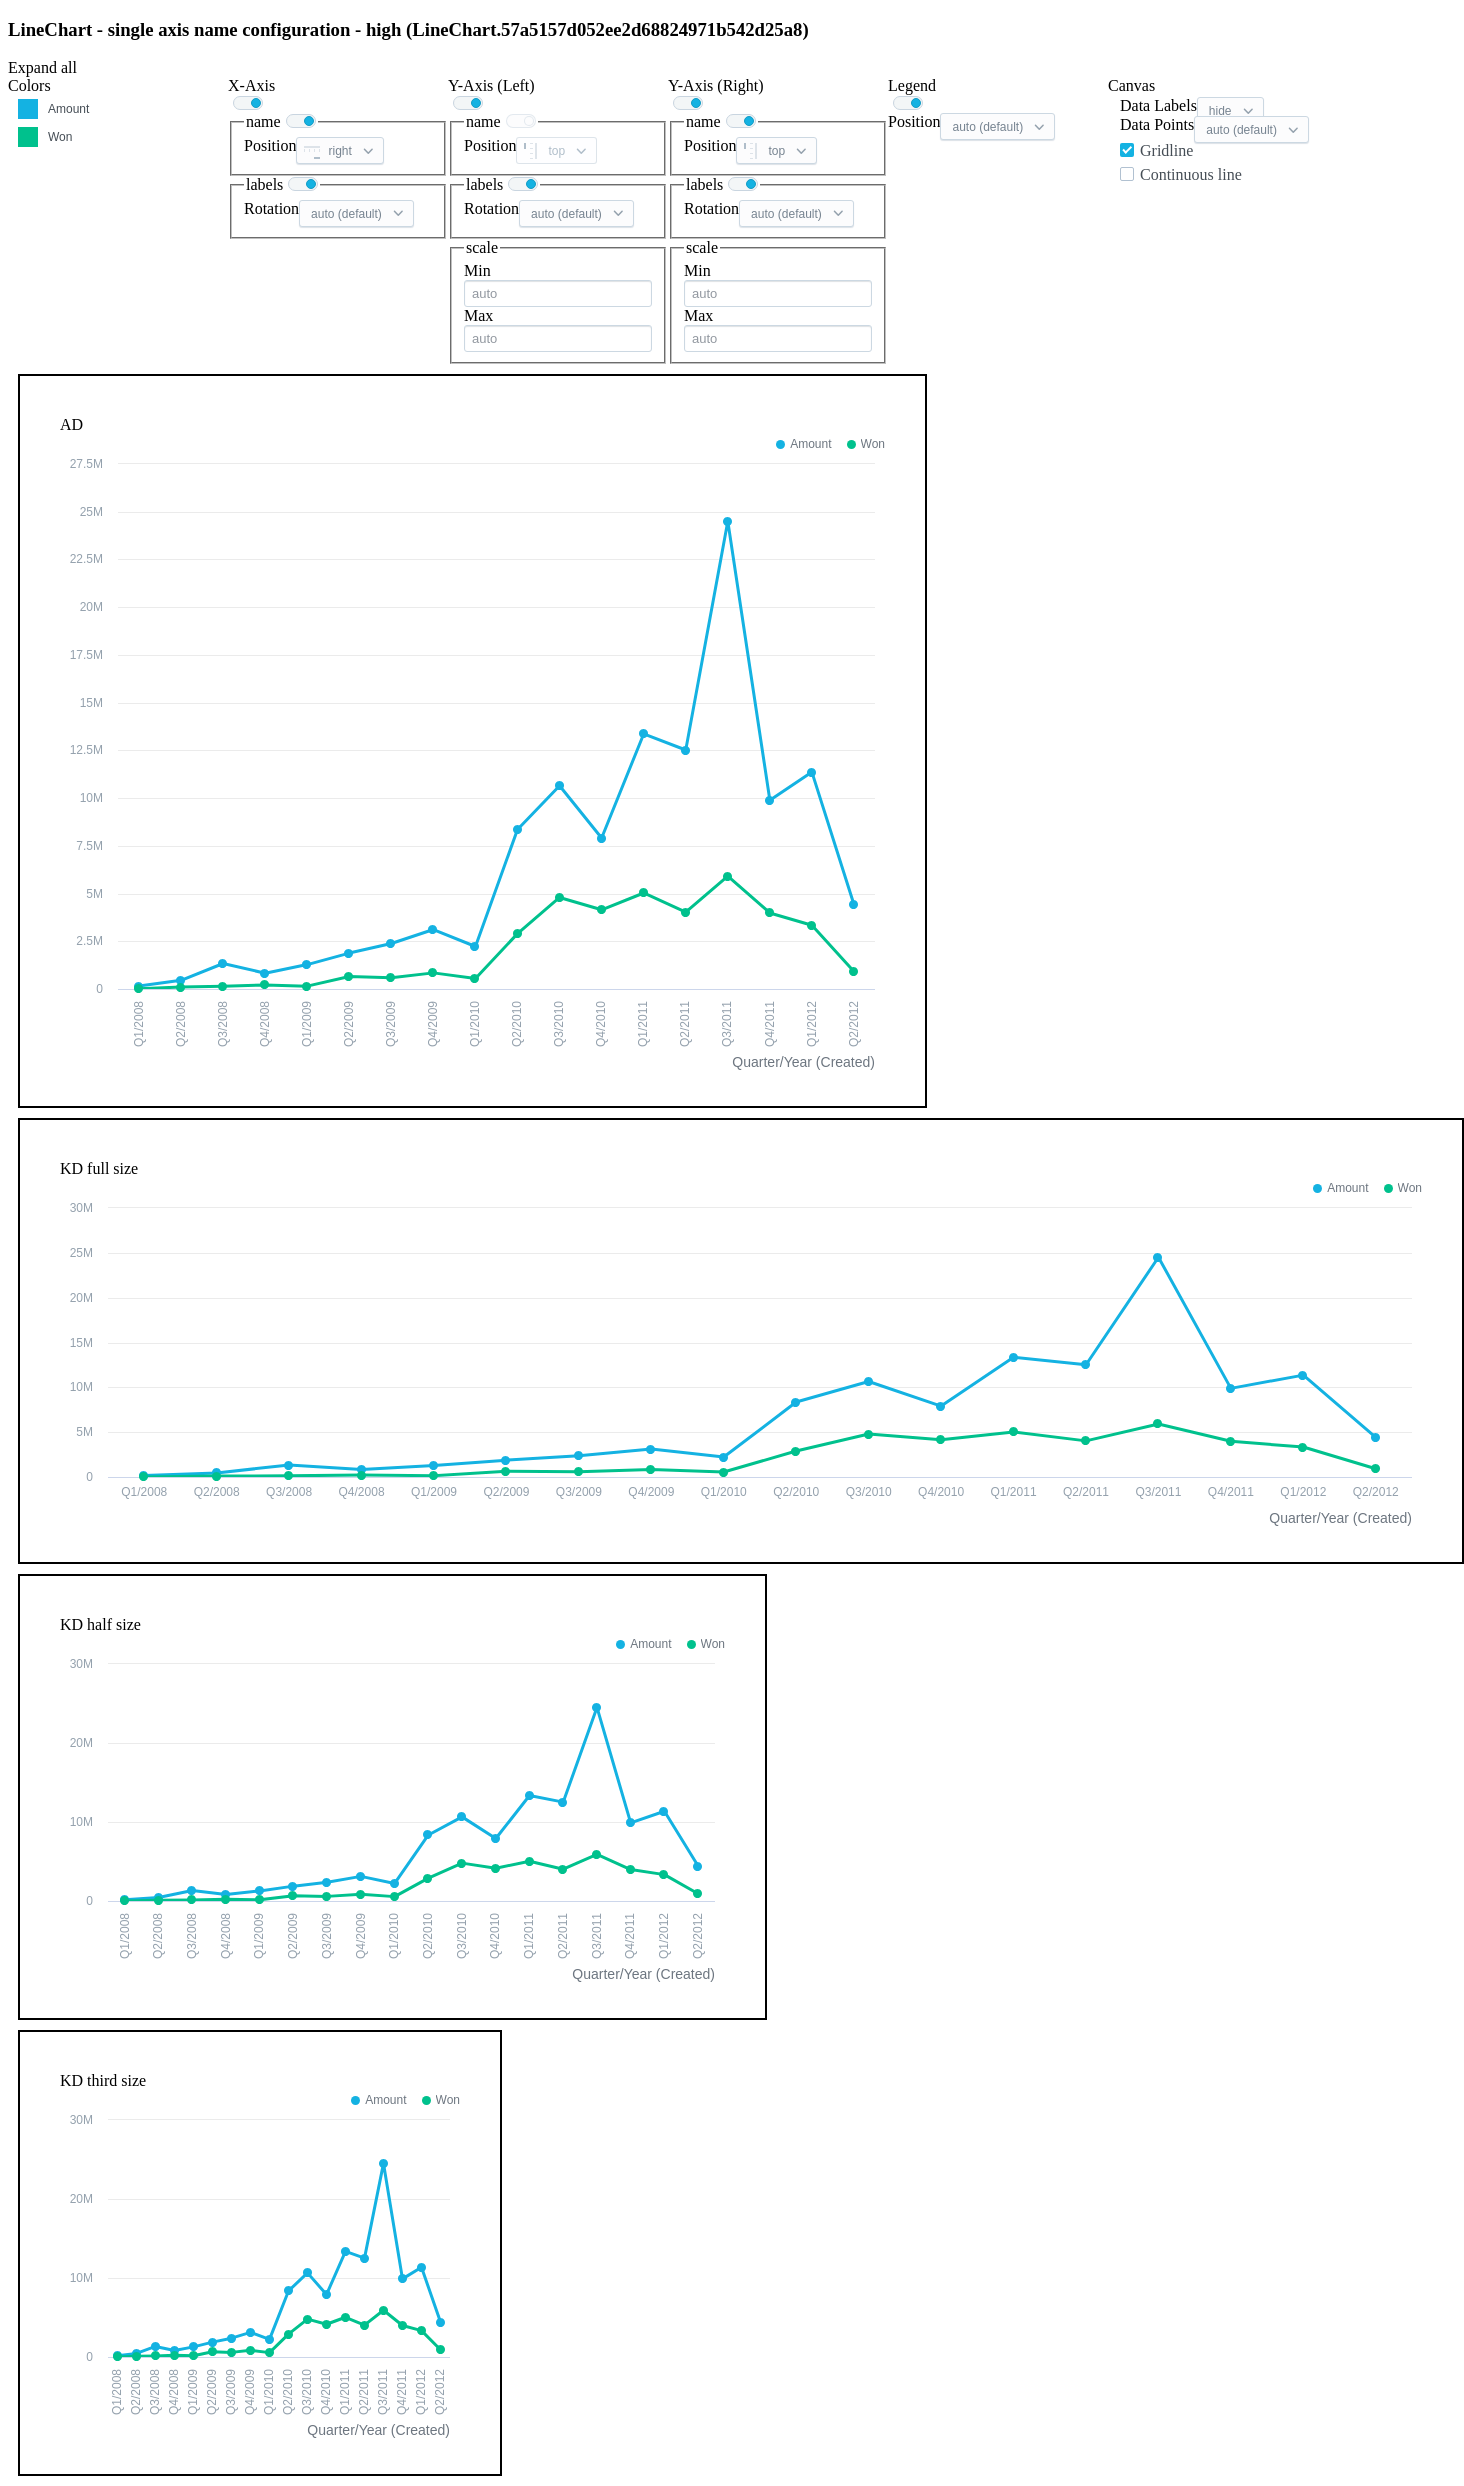 LineChart - single axis name configuration - high (LineChart.57a5157d052ee2d68824971b542d25a8)
Expand all
Colors
Amount
Won
X-Axis
name
Position right
labels
Rotation auto (default)
Y-Axis (Left)
name
Position top
labels
Rotation auto (default)
scale
Min
auto
Max
auto
Y-Axis (Right)
name
Position top
labels
Rotation auto (default)
scale
Min
auto
Max
auto
Legend
Position auto (default)
Canvas
Data Labels hide
Data Points auto (default)
Gridline
Continuous line
AD
Amount Won
27.5M
25M
22.5M
20M
17.5M
15M
12.5M
10M
7.5M
5M
2.5M
0
Q1/2008 Q2/2008 Q3/2008 Q4/2008 Q1/2009 Q2/2009 Q3/2009 Q4/2009 Q1/2010 Q2/2010 Q3/2010 Q4/2010 Q1/2011 Q2/2011 Q3/2011 Q4/2011 Q1/2012 Q2/2012
Quarter/Year (Created)
KD full size
Amount Won
30M
25M
20M
15M
10M
5M
0
Q1/2008 Q2/2008 Q3/2008 Q4/2008 Q1/2009 Q2/2009 Q3/2009 Q4/2009 Q1/2010 Q2/2010 Q3/2010 Q4/2010 Q1/2011 Q2/2011 Q3/2011 Q4/2011 Q1/2012 Q2/2012
Quarter/Year (Created)
KD half size
Amount Won
30M
20M
10M
0
Q1/2008 Q2/2008 Q3/2008 Q4/2008 Q1/2009 Q2/2009 Q3/2009 Q4/2009 Q1/2010 Q2/2010 Q3/2010 Q4/2010 Q1/2011 Q2/2011 Q3/2011 Q4/2011 Q1/2012 Q2/2012
Quarter/Year (Created)
KD third size
Amount Won
30M
20M
10M
0
Q1/2008 Q2/2008 Q3/2008 Q4/2008 Q1/2009 Q2/2009 Q3/2009 Q4/2009 Q1/2010 Q2/2010 Q3/2010 Q4/2010 Q1/2011 Q2/2011 Q3/2011 Q4/2011 Q1/2012 Q2/2012
Quarter/Year (Created)